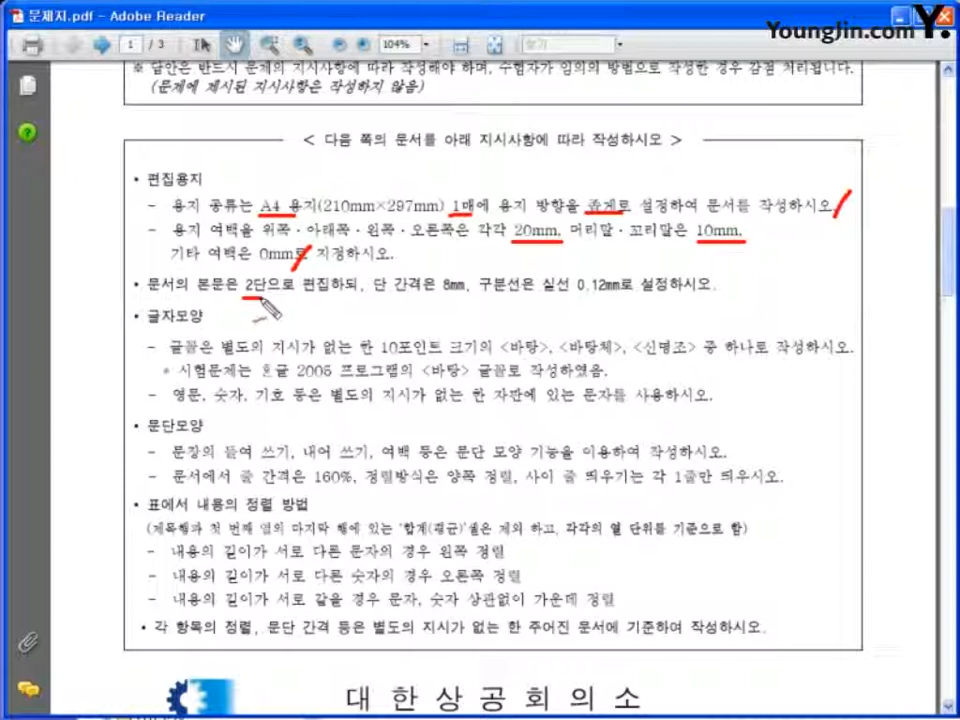 문제지.pdf - Adobe Reader
YoungJin.com Y.
1 / 3 104% 찾기
※ 답안은 반드시 문제의 지시사항에 따라 작성해야 하며, 수험자가 임의의 방법으로 작성한 경우 감점 처리됩니다.
(문제에 제시된 지시사항은 작성하지 않음)
< 다음 쪽의 문서를 아래 지시사항에 따라 작성하시오 >
• 편집용지
- 용지 종류는 A4 용지(210mm×297mm) 1매에 용지 방향을 좁게로 설정하여 문서를 작성하시오.
- 용지 여백을 위쪽·아래쪽·왼쪽·오른쪽은 각각 20mm, 머리말·꼬리말은 10mm,
기타 여백은 0mm로 지정하시오.
• 문서의 본문은 2단으로 편집하되, 단 간격은 8mm, 구분선은 실선 0.12mm로 설정하시오.
• 글자모양
- 글꼴은 별도의 지시가 없는 한 10포인트 크기의 <바탕>, <바탕체>, <신명조> 중 하나로 작성하시오.
* 시험문제는 흔글 2005 프로그램의 <바탕> 글꼴로 작성하였음.
- 영문, 숫자, 기호 등은 별도의 지시가 없는 한 자판에 있는 문자를 사용하시오.
• 문단모양
- 문장의 들여 쓰기, 내어 쓰기, 여백 등은 문단 모양 기능을 이용하여 작성하시오.
- 문서에서 줄 간격은 160%, 정렬방식은 양쪽 정렬, 사이 줄 띄우기는 각 1줄만 띄우시오.
• 표에서 내용의 정렬 방법
(제목행과 첫 번째 열의 마지막 행에 있는 '합계(평균)'셀은 제외 하고, 각각의 열 단위를 기준으로 함)
- 내용의 길이가 서로 다른 문자의 경우 왼쪽 정렬
- 내용의 길이가 서로 다른 숫자의 경우 오른쪽 정렬
- 내용의 길이가 서로 같을 경우 문자, 숫자 상관없이 가운데 정렬
• 각 항목의 정렬, 문단 간격 등은 별도의 지시가 없는 한 주어진 문서에 기준하여 작성하시오.
대 한 상 공 회 의 소